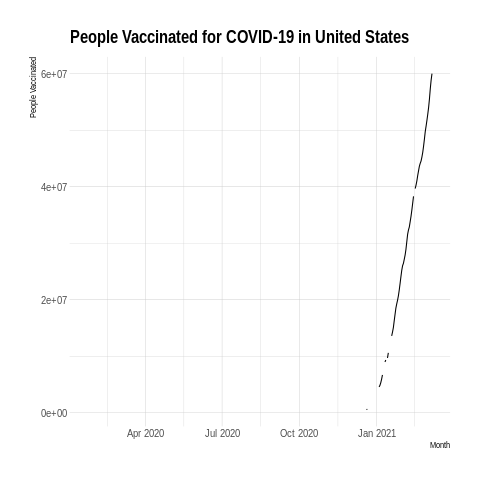 People Vaccinated for COVID-19 in United States
People Vaccinated
6e+07
4e+07
2e+07
0e+00
Apr 2020 Jul 2020 Oct 2020 Jan 2021
Month